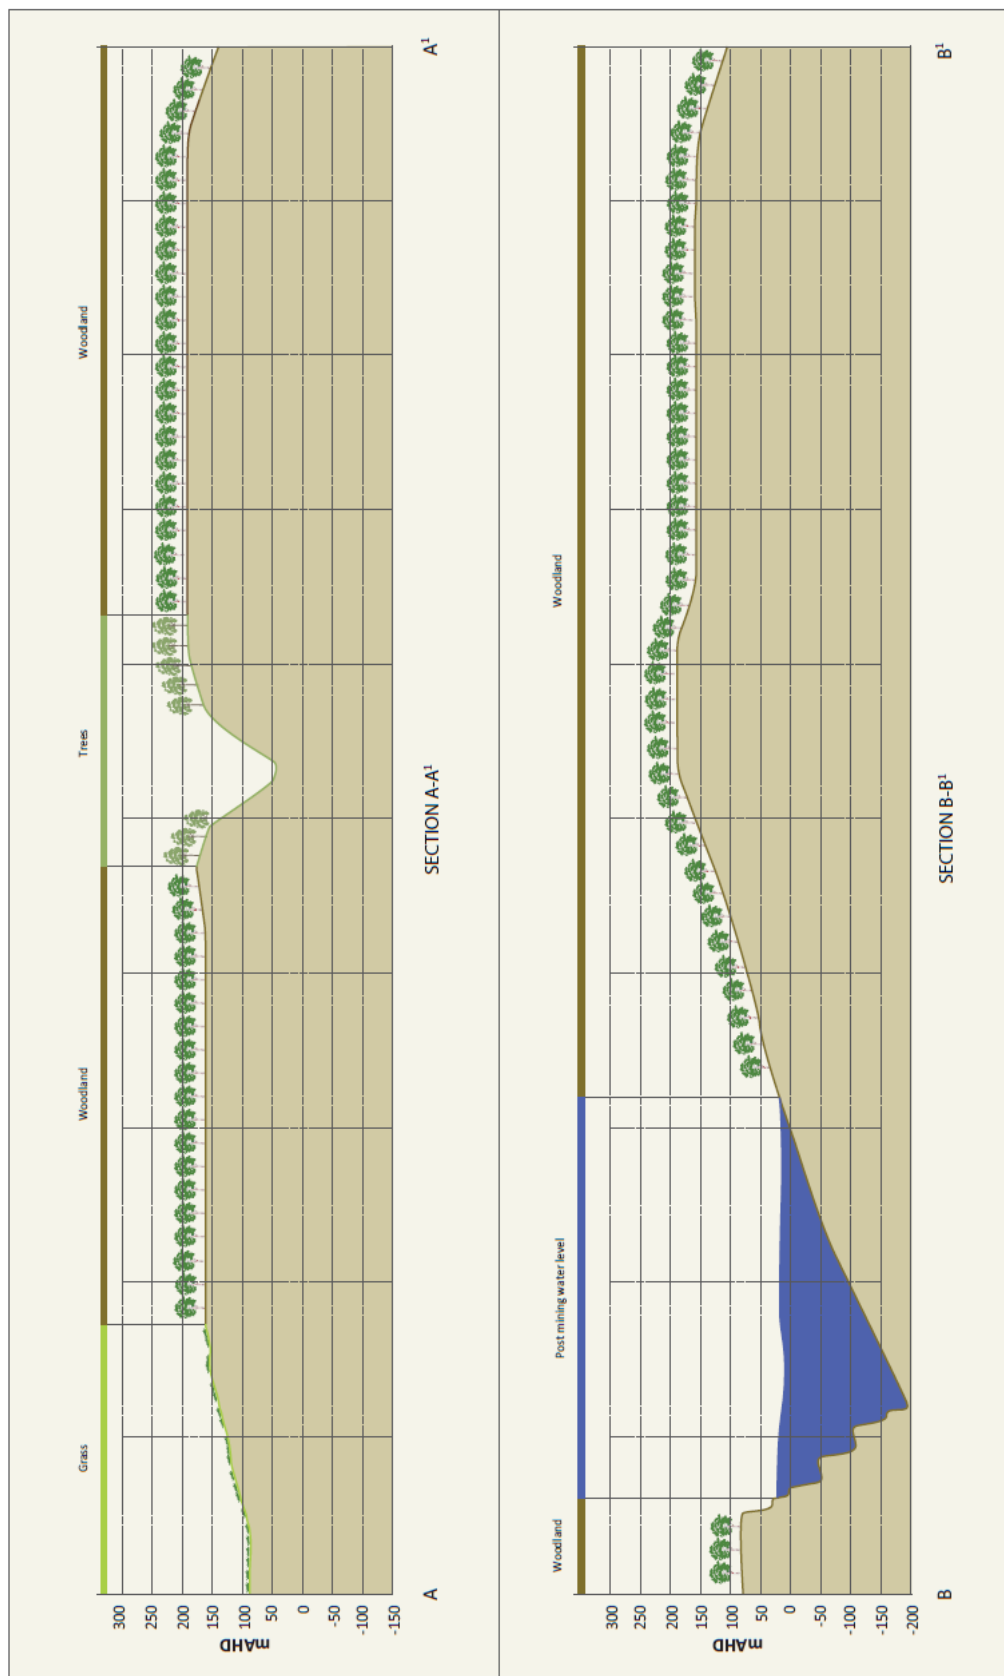 Grass
Woodland
Trees
Woodland
300
250
200
150
100
50
0
-50
-100
-150
mAHD
A
SECTION A-A¹
A¹
Woodland
Post mining water level
Woodland
300
250
200
150
100
50
0
-50
-100
-150
-200
mAHD
B
SECTION B-B¹
B¹